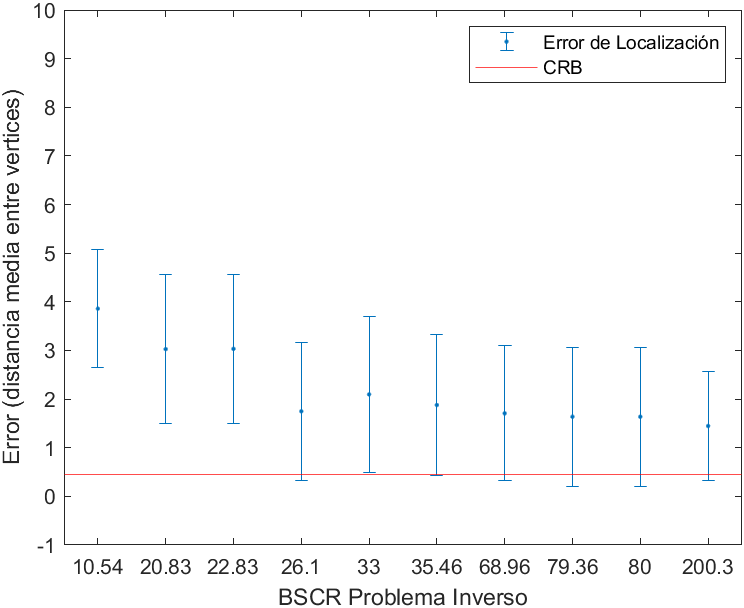 10
9
8
7
6
5
4
3
2
1
0
-1
Error (distancia media entre vertices)
Error de Localización
CRB
10.54 20.83 22.83 26.1 33 35.46 68.96 79.36 80 200.3
BSCR Problema Inverso